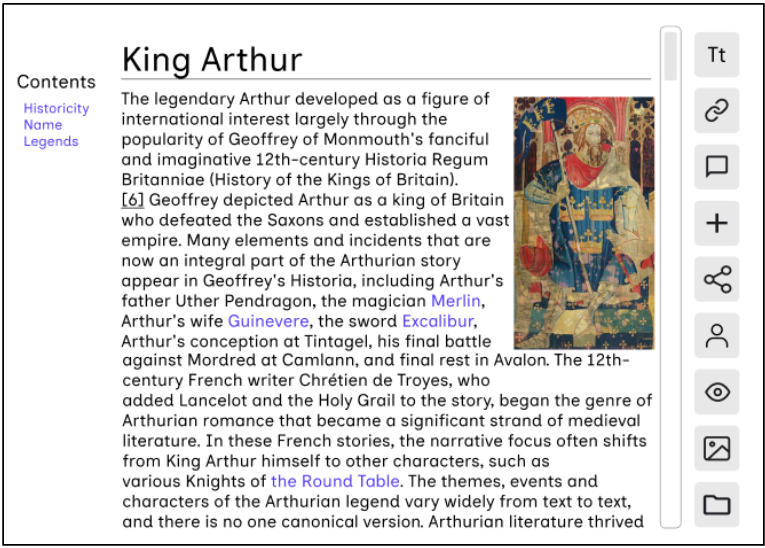 King Arthur
Contents
Historicity
Name
Legends
The legendary Arthur developed as a figure of
international interest largely through the
popularity of Geoffrey of Monmouth's fanciful
and imaginative 12th-century Historia Regum
Britanniae (History of the Kings of Britain).
[6] Geoffrey depicted Arthur as a king of Britain
who defeated the Saxons and established a vast
empire. Many elements and incidents that are
now an integral part of the Arthurian story
appear in Geoffrey's Historia, including Arthur's
father Uther Pendragon, the magician Merlin,
Arthur's wife Guinevere, the sword Excalibur,
Arthur's conception at Tintagel, his final battle
against Mordred at Camlann, and final rest in Avalon. The 12th-
century French writer Chrétien de Troyes, who
added Lancelot and the Holy Grail to the story, began the genre of
Arthurian romance that became a significant strand of medieval
literature. In these French stories, the narrative focus often shifts
from King Arthur himself to other characters, such as
various Knights of the Round Table. The themes, events and
characters of the Arthurian legend vary widely from text to text,
and there is no one canonical version. Arthurian literature thrived
Tt